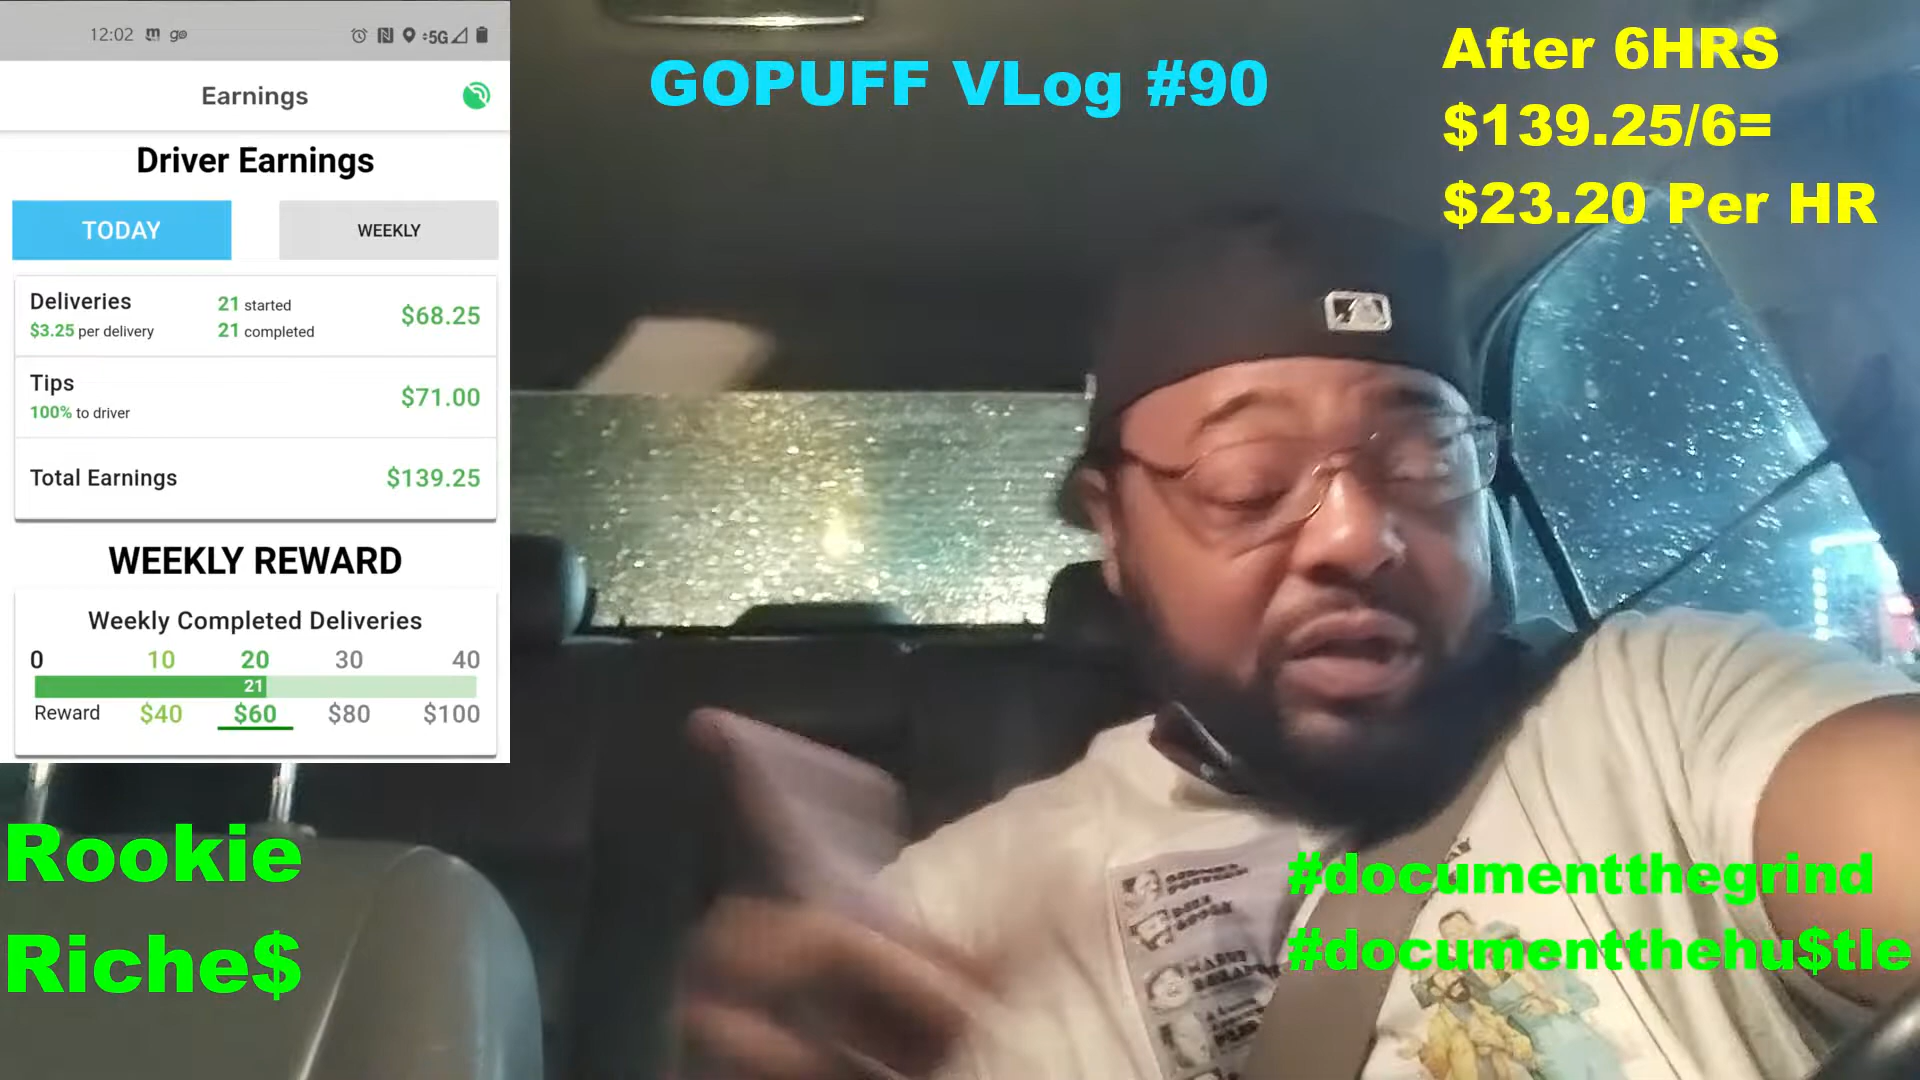 12:02 m go 5G
Earnings
Driver Earnings
TODAY WEEKLY
Deliveries 21 started $68.25
$3.25 per delivery 21 completed
Tips $71.00
100% to driver
Total Earnings $139.25
WEEKLY REWARD
Weekly Completed Deliveries
0 10 20 30 40
21
Reward $40 $60 $80 $100
GOPUFF VLog #90
After 6HRS
$139.25/6=
$23.20 Per HR
Rookie
Riche$
#documentthegrind
#documentthehu$tle